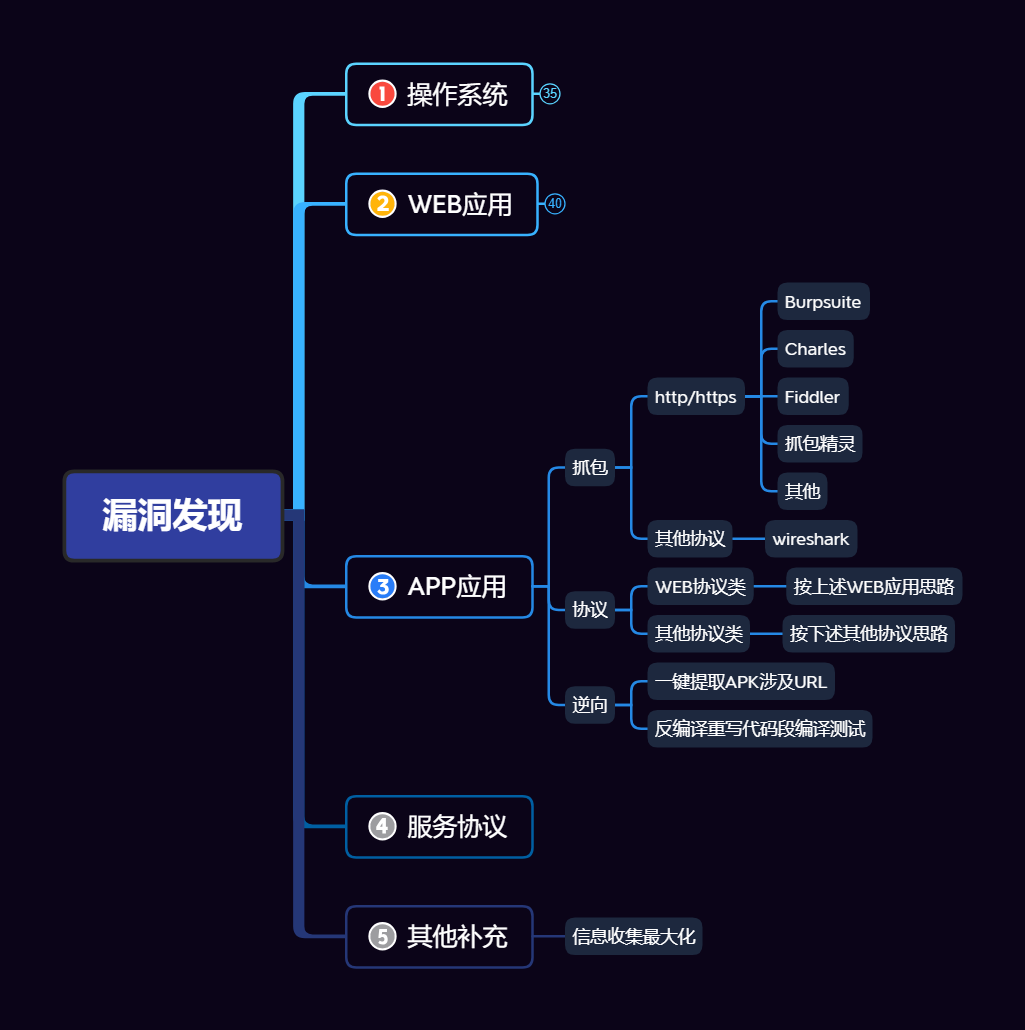 1 操作系统 35
2 WEB应用 40
Burpsuite
Charles
http/https
Fiddler
抓包精灵
抓包
其他
其他协议
wireshark
漏洞发现
3 APP应用
WEB协议类
按上述WEB应用思路
协议
其他协议类
按下述其他协议思路
一键提取APK涉及URL
逆向
反编译重写代码段编译测试
4 服务协议
5 其他补充
信息收集最大化